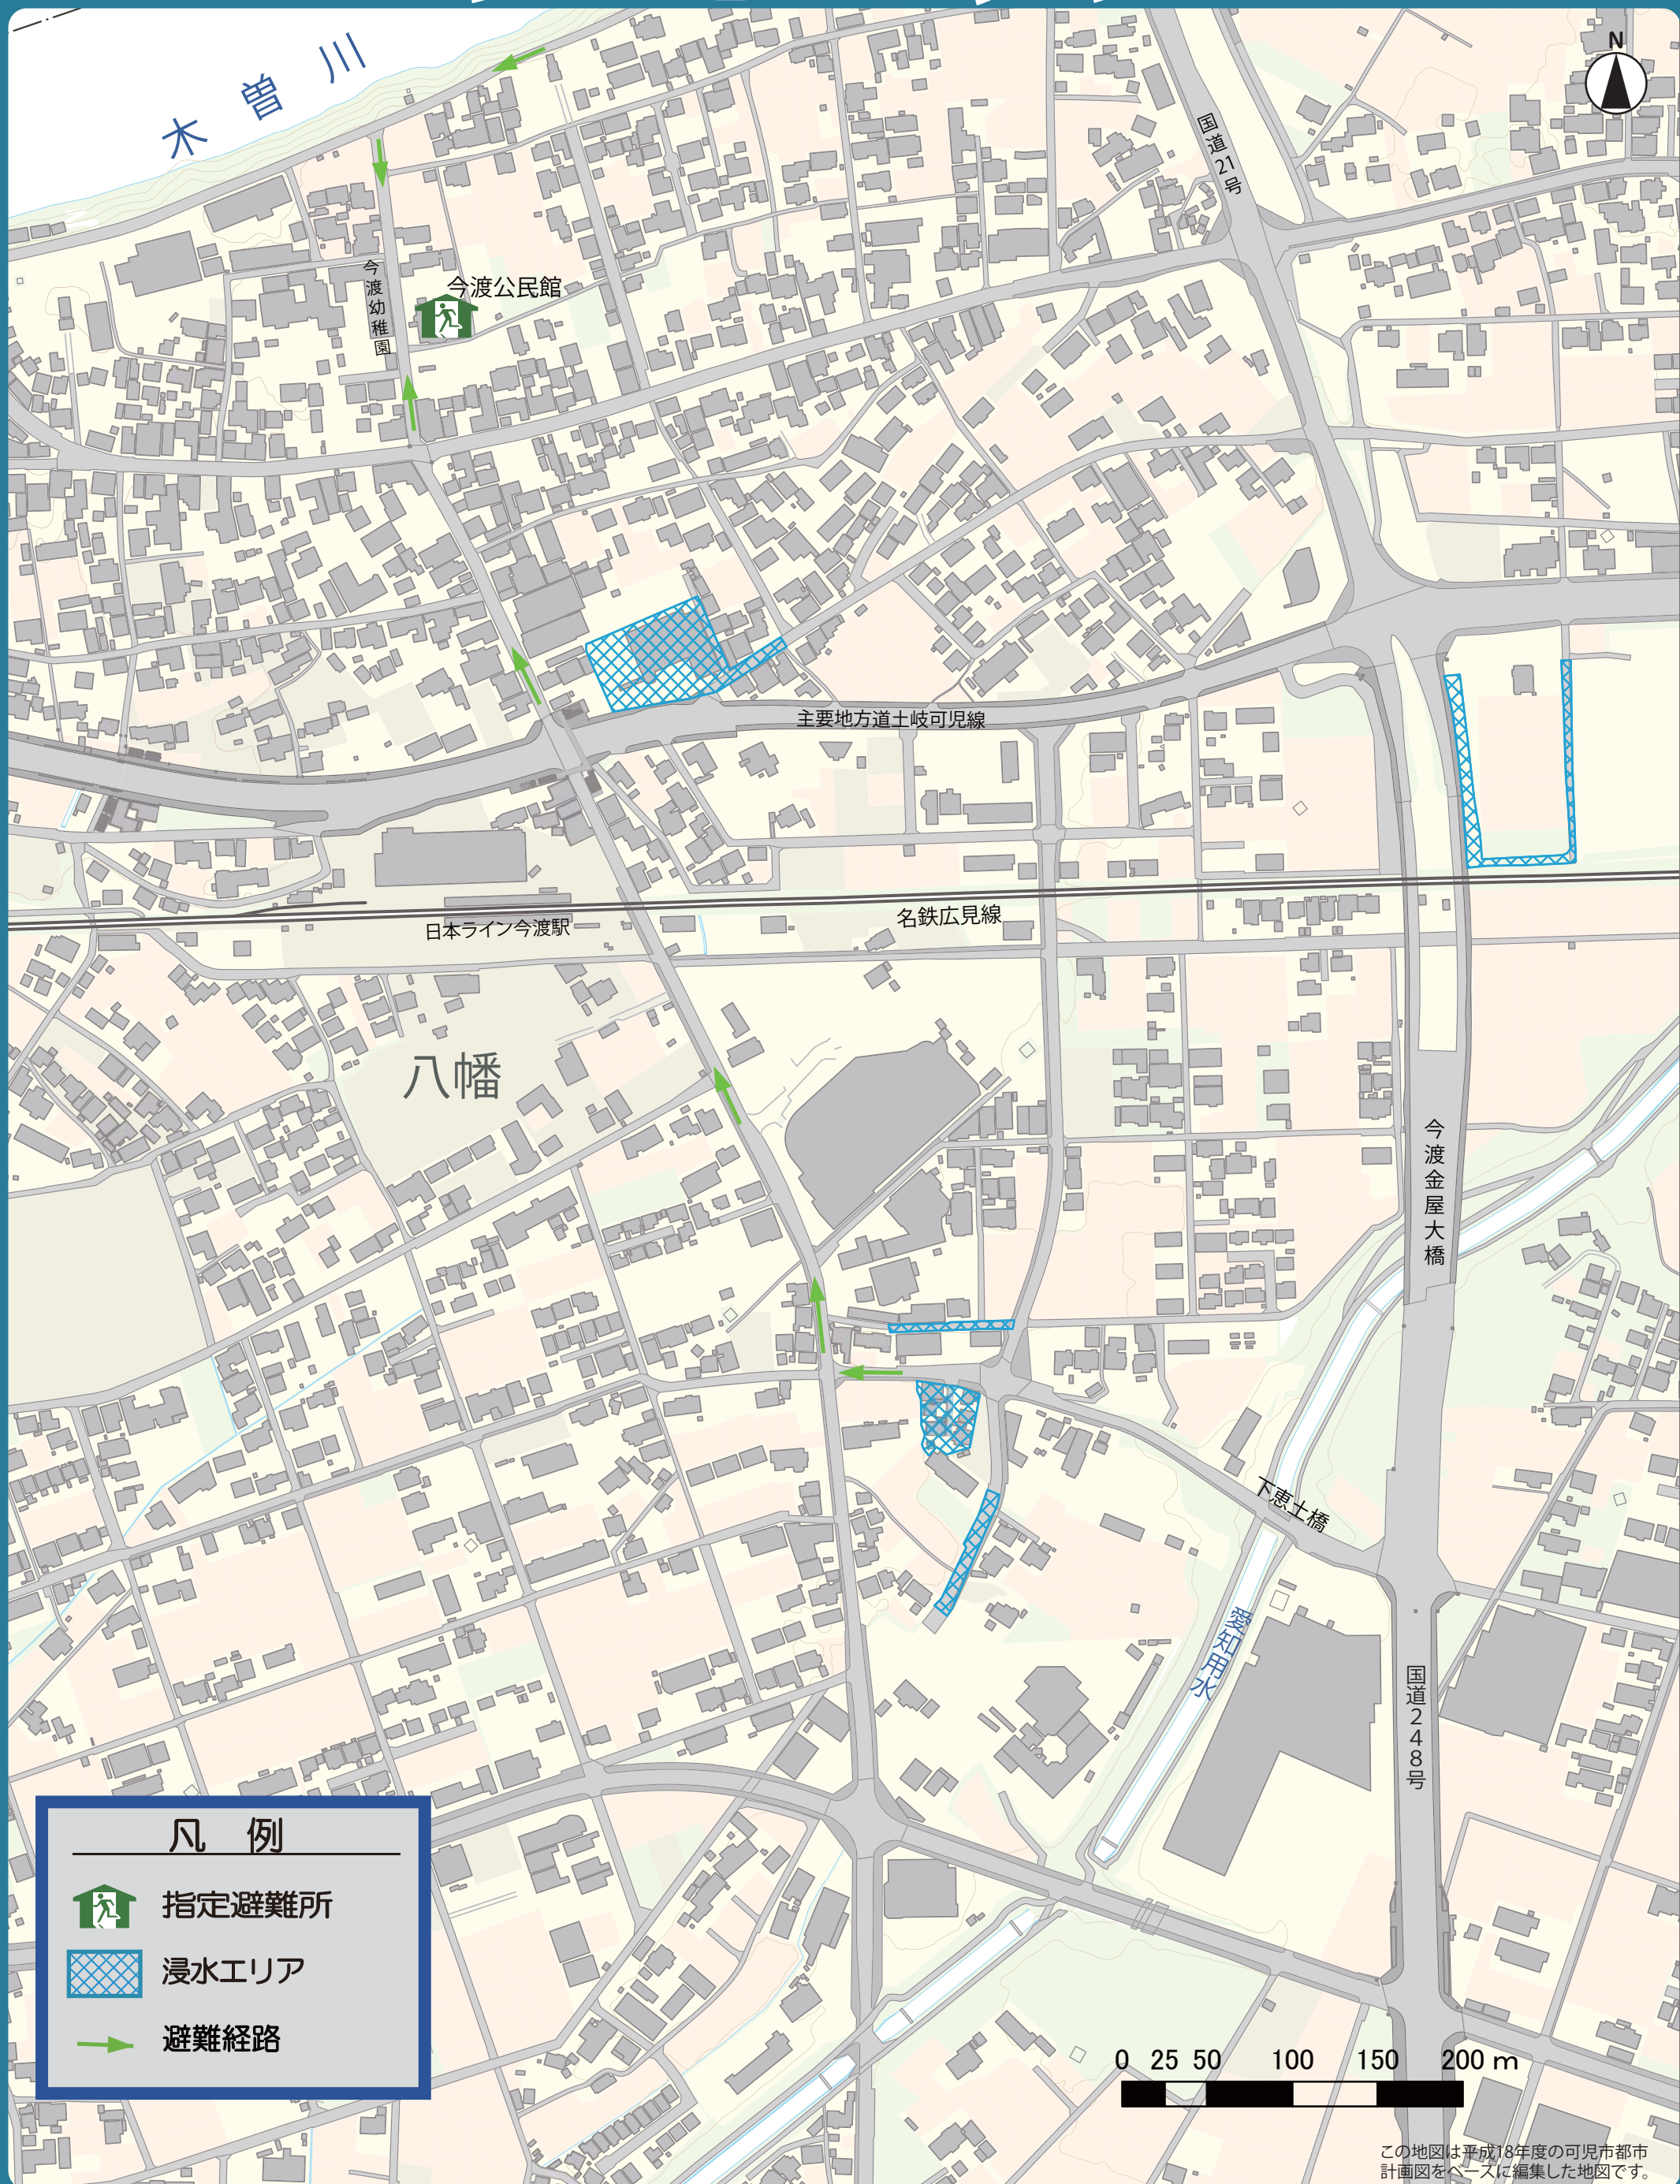 木曽川
N
国道21号
今渡公民館
今渡幼稚園
主要地方道土岐可児線
名鉄広見線
日本ライン今渡駅
八幡
今渡金屋大橋
下恵土橋
愛知用水
国道248号
凡 例
指定避難所
浸水エリア
避難経路
0 25 50 100 150 200 m
この地図は平成18年度の可児市都市
計画図をベースに編集した地図です。